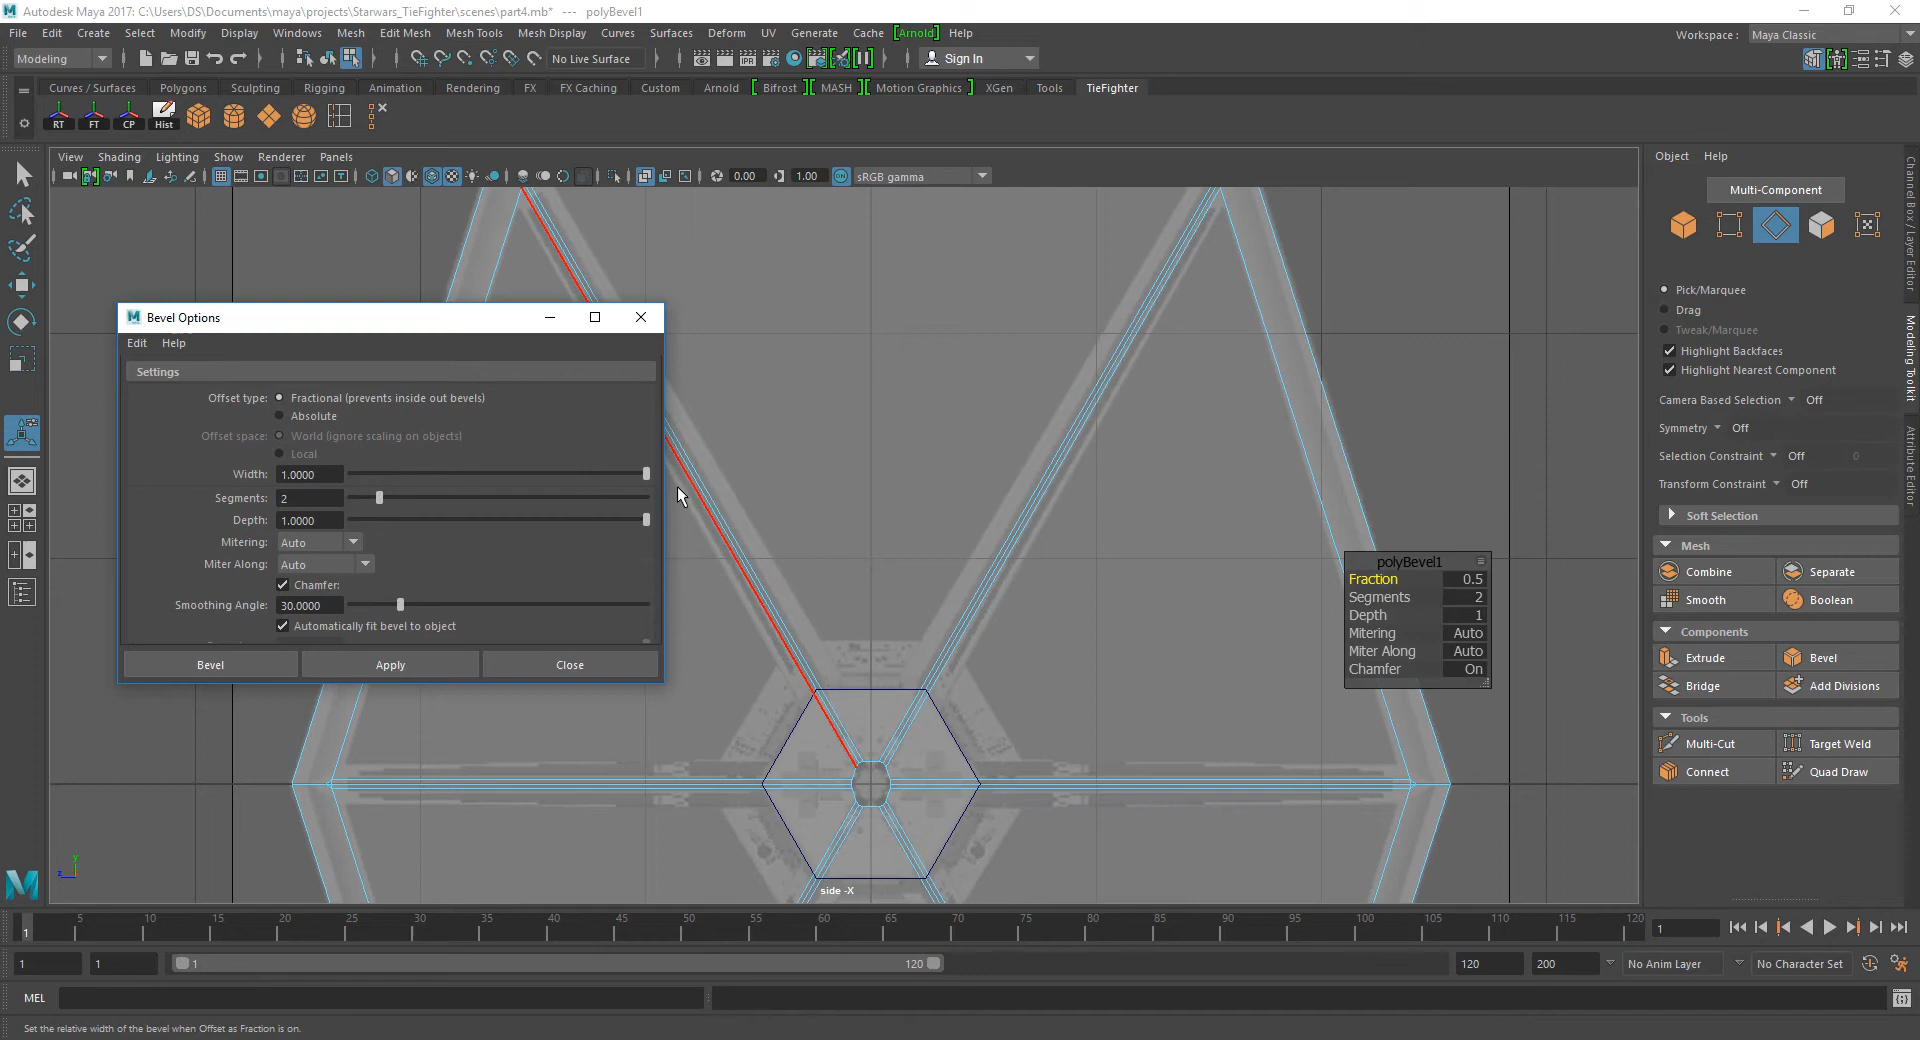 Autodesk Maya 2017: C:\Users\DS\Documents\maya\projects\Starwars_TieFighter\scenes\part4.mb* --- polyBevel1
File Edit Create Select Modify Display Windows Mesh Edit Mesh Mesh Tools Mesh Display Curves Surfaces Deform UV Generate Cache [Arnold] Help
Workspace : Maya Classic
Modeling No Live Surface Sign In
Curves / Surfaces Polygons Sculpting Rigging Animation Rendering FX FX Caching Custom Arnold [ Bifrost ] [ MASH ] [ Motion Graphics ] XGen Tools TieFighter
RT FT CP Hist
View Shading Lighting Show Renderer Panels
0.00 1.00 ON sRGB gamma
Bevel Options
Edit Help
Settings
Offset type: Fractional (prevents inside out bevels)
Absolute
Offset space: World (ignore scaling on objects)
Local
Width: 1.0000
Segments: 2
Depth: 1.0000
Mitering: Auto
Miter Along: Auto
Chamfer:
Smoothing Angle: 30.0000
Automatically fit bevel to object
Bevel Apply Close
polyBevel1
Fraction 0.5
Segments 2
Depth 1
Mitering Auto
Miter Along Auto
Chamfer On
side -X
y
z
Object Help
Multi-Component
Pick/Marquee
Drag
Tweak/Marquee
Highlight Backfaces
Highlight Nearest Component
Camera Based Selection Off
Symmetry Off
Selection Constraint Off 0
Transform Constraint Off
Soft Selection
Mesh
Combine Separate
Smooth Boolean
Components
Extrude Bevel
Bridge Add Divisions
Tools
Multi-Cut Target Weld
Connect Quad Draw
Channel Box / Layer Editor
Modeling Toolkit
Attribute Editor
1 5 10 15 20 25 30 35 40 45 50 55 60 65 70 75 80 85 90 95 100 105 110 115 120
1
1 1 1 120 120 200 No Anim Layer No Character Set
MEL
Set the relative width of the bevel when Offset as Fraction is on.